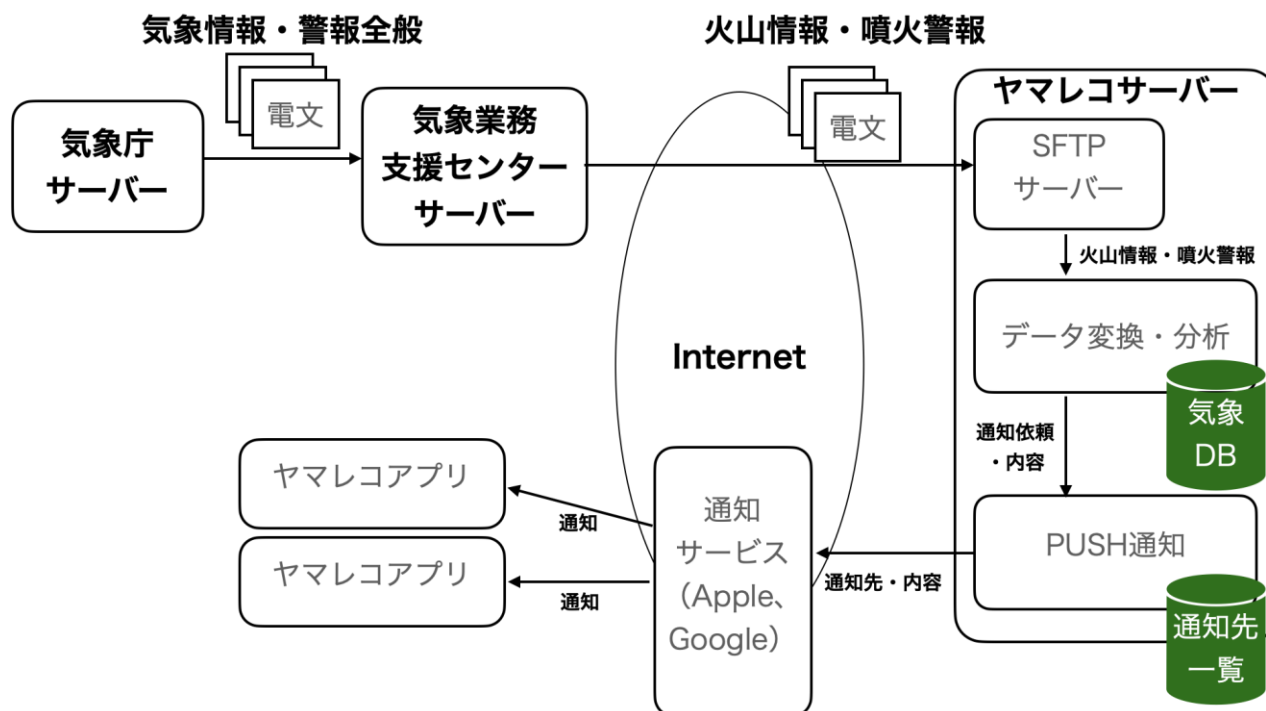 気象情報・警報全般
火山情報・噴火警報
電文
電文
気象庁
サーバー
気象業務
支援センター
サーバー
ヤマレコサーバー
SFTP
サーバー
火山情報・噴火警報
データ変換・分析
気象
DB
Internet
通知依頼
・内容
PUSH通知
通知先
一覧
通知先・内容
通知
サービス
（Apple、
Google）
通知
ヤマレコアプリ
通知
ヤマレコアプリ